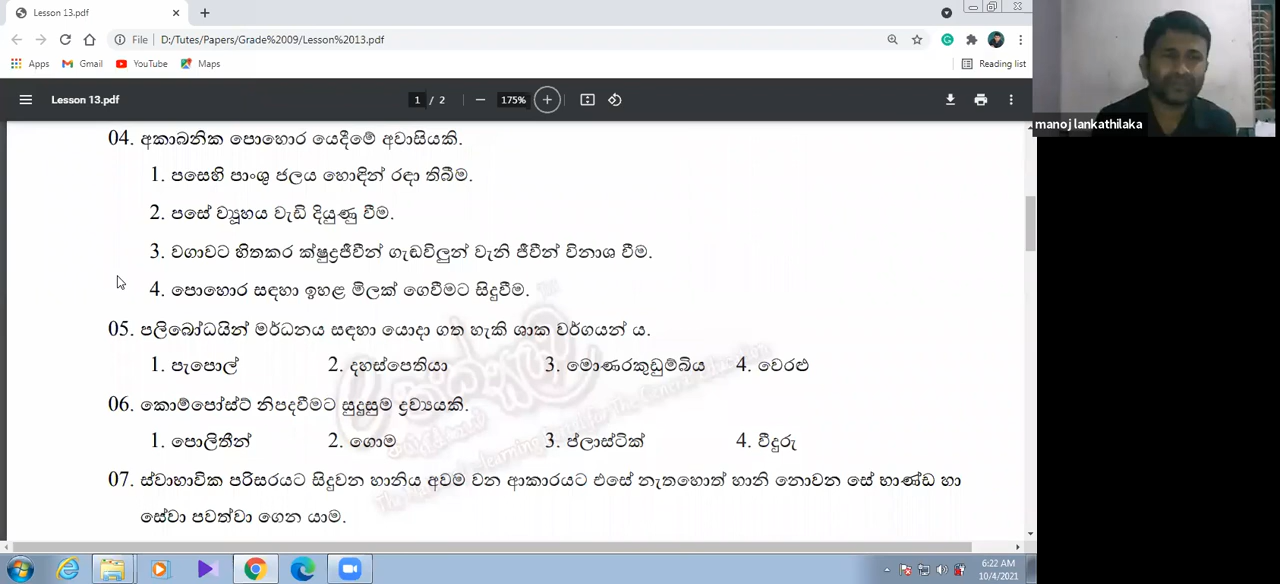 Lesson 13.pdf
File | D:/Tutes/Papers/Grade%2009/Lesson%2013.pdf
Apps Gmail YouTube Maps Reading list
Lesson 13.pdf 1 / 2 175%
manoj lankathilaka
04. අකාබනික පොහොර යෙදීමේ අවාසියකි.
1. පසෙහි පාංශු ජලය හොඳින් රඳා තිබීම.
2. පසේ ව්‍යූහය වැඩි දියුණු වීම.
3. වගාවට හිතකර ක්ෂුද්‍රජීවීන් ගැඩවිලුන් වැනි ජීවීන් විනාශ වීම.
4. පොහොර සඳහා ඉහළ මිලක් ගෙවීමට සිදුවීම.
05. පලිබෝධයින් මර්ධනය සඳහා යොදා ගත හැකි ශාක වර්ගයන් ය.
1. පැපොල් 2. දහස්පෙතියා 3. මොණරකුඩුම්බිය 4. වෙරළු
06. කොම්පෝස්ට් නිපදවීමට සුදුසුම ද්‍රව්‍යයකි.
1. පොලිතීන් 2. ගොම 3. ප්ලාස්ටික් 4. වීදුරු
07. ස්වාභාවික පරිසරයට සිදුවන හානිය අවම වන ආකාරයට එසේ නැතහොත් හානි නොවන සේ භාණ්ඩ හා
සේවා පවත්වා ගෙන යාම.
6:22 AM
10/4/2021